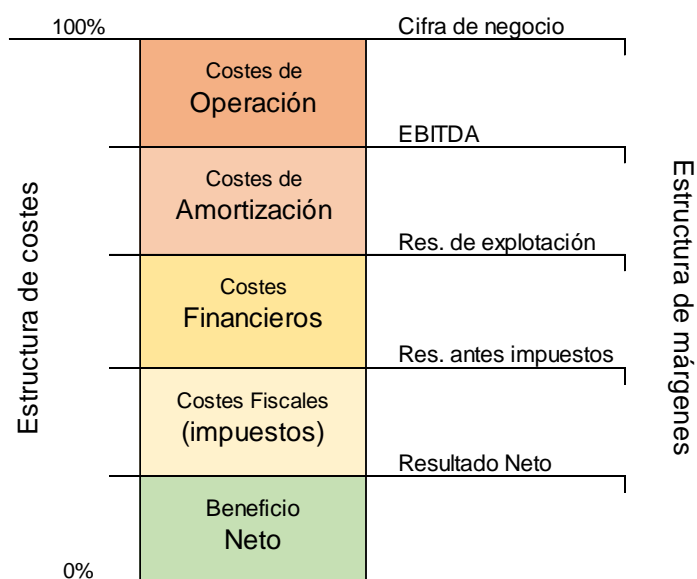 100%
Cifra de negocio
Costes de
Operación
EBITDA
Costes de
Amortización
Res. de explotación
Costes
Financieros
Res. antes impuestos
Costes Fiscales
(impuestos)
Resultado Neto
Beneficio
Neto
0%
Estructura de costes
Estructura de márgenes